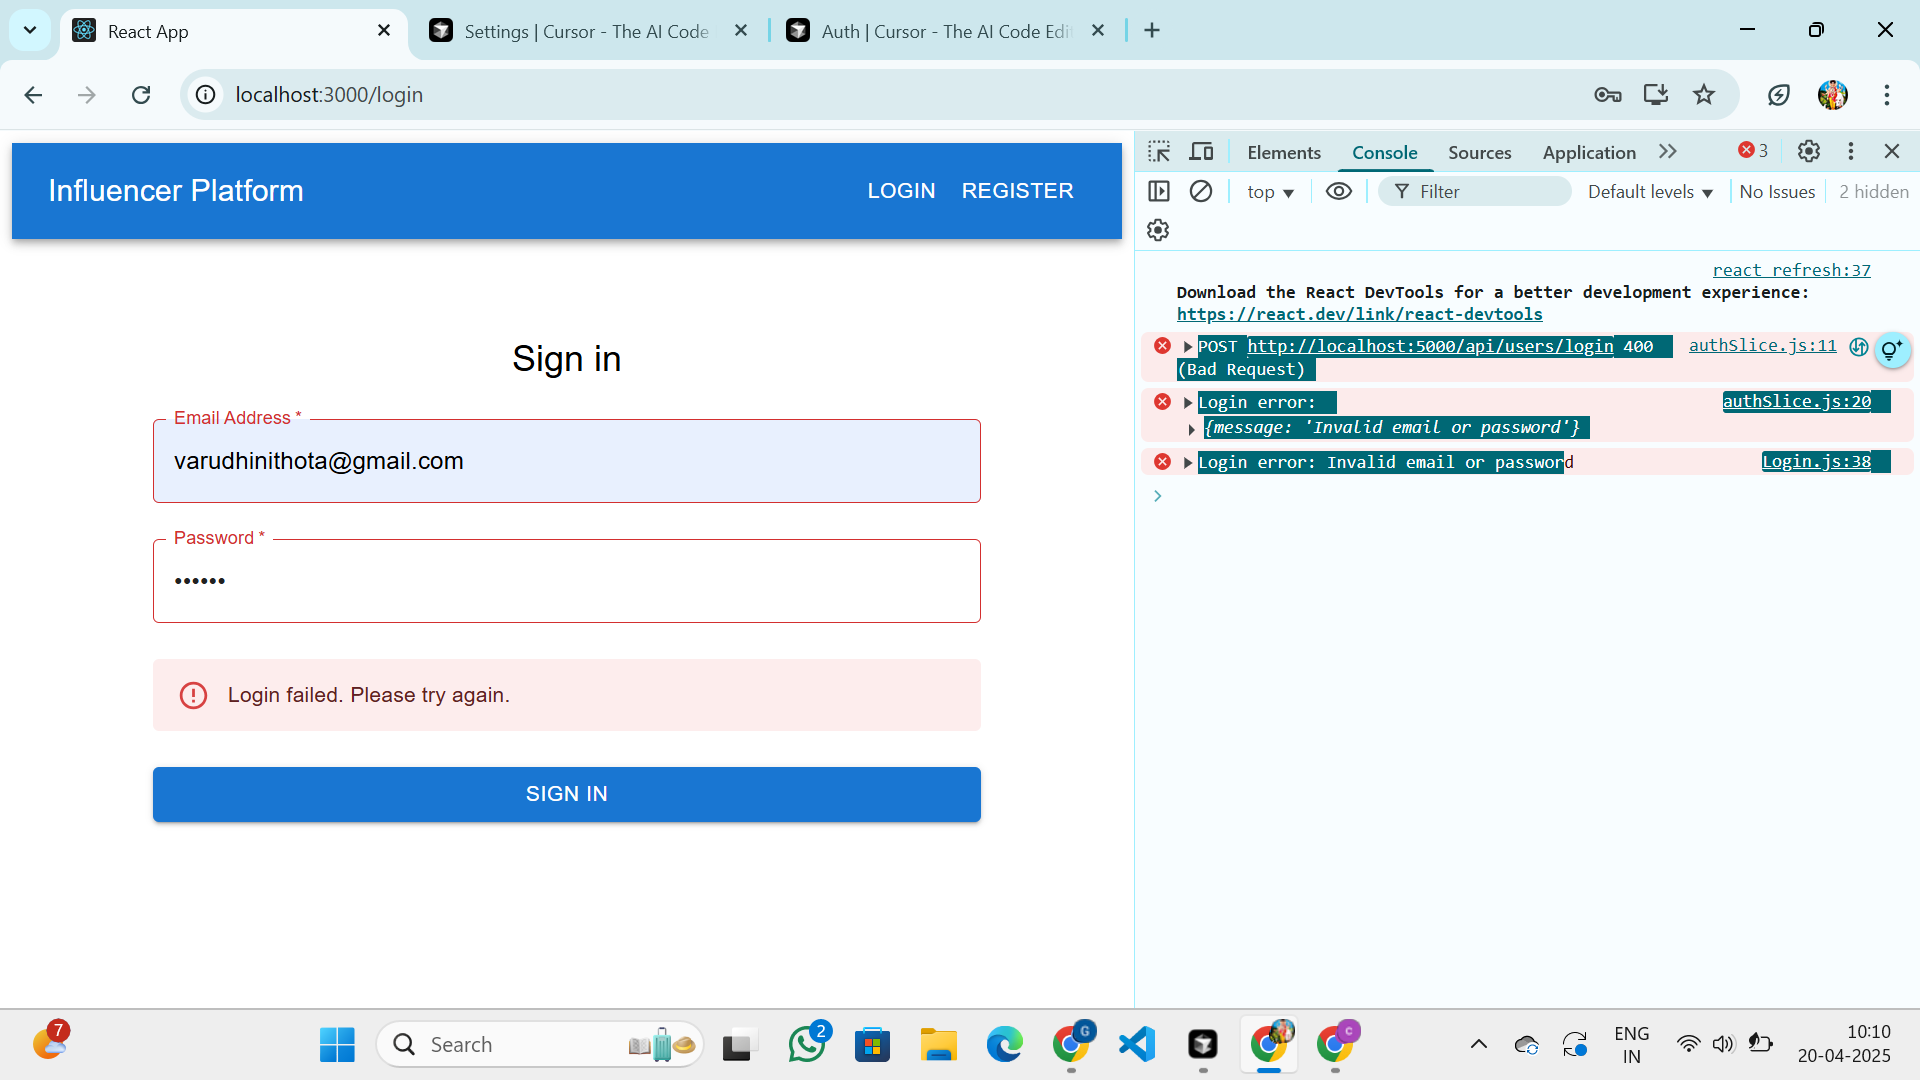 React App
Settings | Cursor - The AI Code
Auth | Cursor - The AI Code Edi
localhost:3000/login
Influencer Platform
LOGIN
REGISTER
Sign in
Email Address *
varudhinithota@gmail.com
Password *
••••••
Login failed. Please try again.
SIGN IN
Elements
Console
Sources
Application
3
top
Filter
Default levels
No Issues
2 hidden
react refresh:37
Download the React DevTools for a better development experience:
https://react.dev/link/react-devtools
POST http://localhost:5000/api/users/login 400
authSlice.js:11
(Bad Request)
Login error:
authSlice.js:20
{message: 'Invalid email or password'}
Login error: Invalid email or password
Login.js:38
7
Search
2
G
C
ENG
IN
10:10
20-04-2025